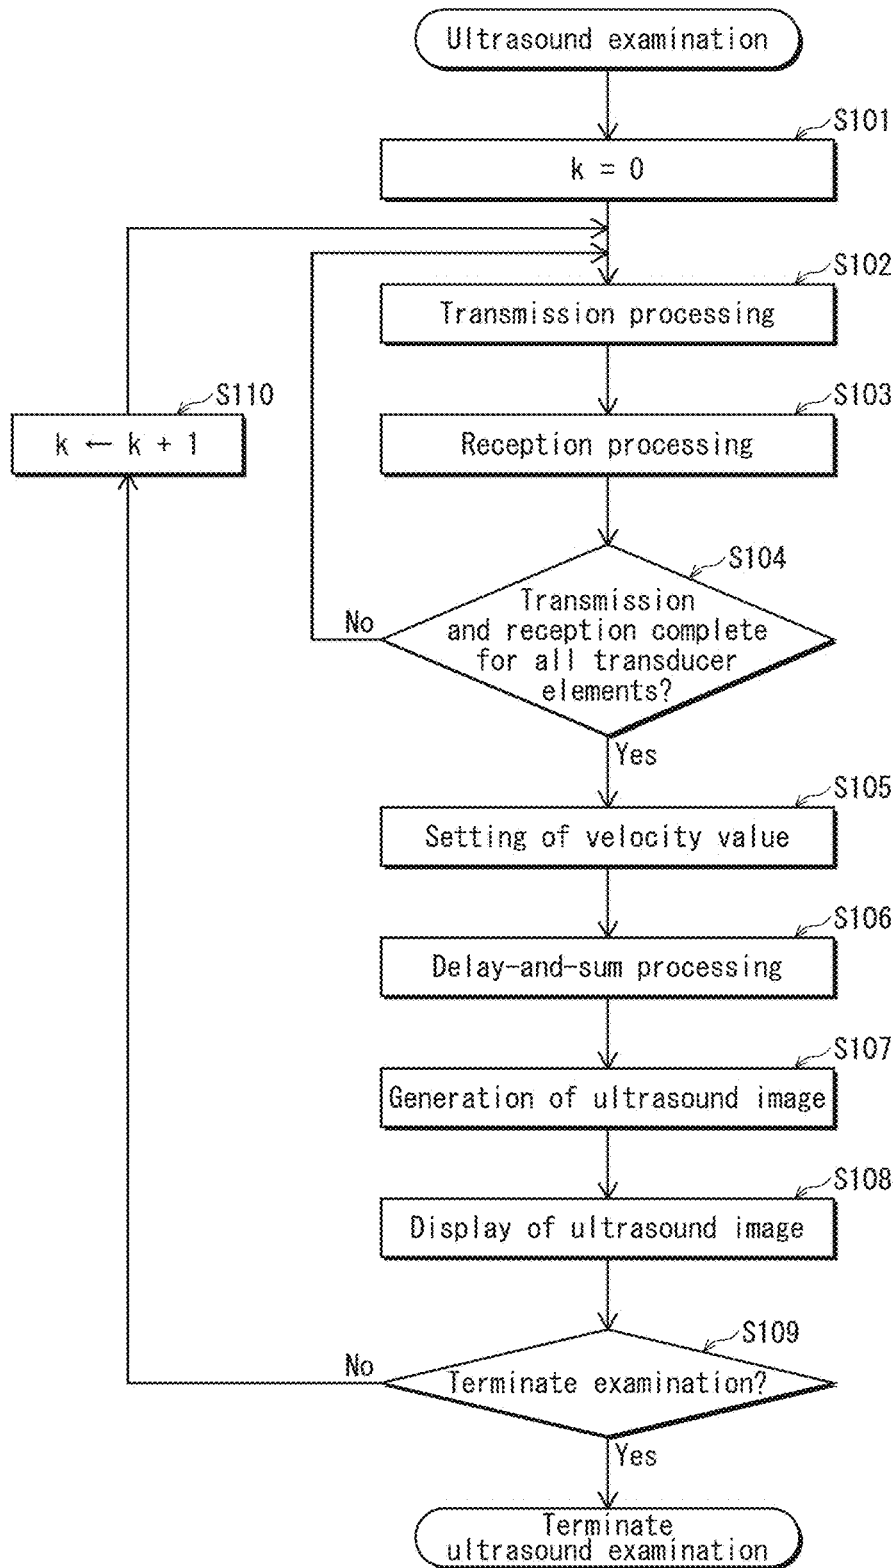 Ultrasound examination
S101
k = 0
S102
Transmission processing
S110
k ← k + 1
S103
Reception processing
S104
Transmission
and reception complete
for all transducer
elements?
No
Yes
S105
Setting of velocity value
S106
Delay-and-sum processing
S107
Generation of ultrasound image
S108
Display of ultrasound image
S109
Terminate examination?
No
Yes
Terminate
ultrasound examination